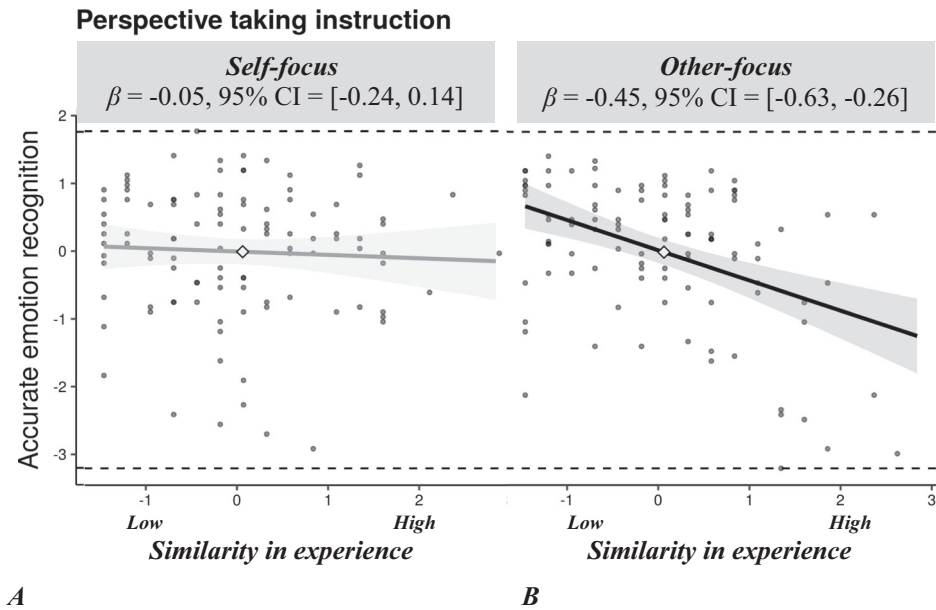 Perspective taking instruction
Self-focus
β = -0.05, 95% CI = [-0.24, 0.14]
Other-focus
β = -0.45, 95% CI = [-0.63, -0.26]
Accurate emotion recognition
2
1
0
-1
-2
-3
-1 0 1 2
Low High
Similarity in experience
-1 0 1 2 3
Low High
Similarity in experience
A
B